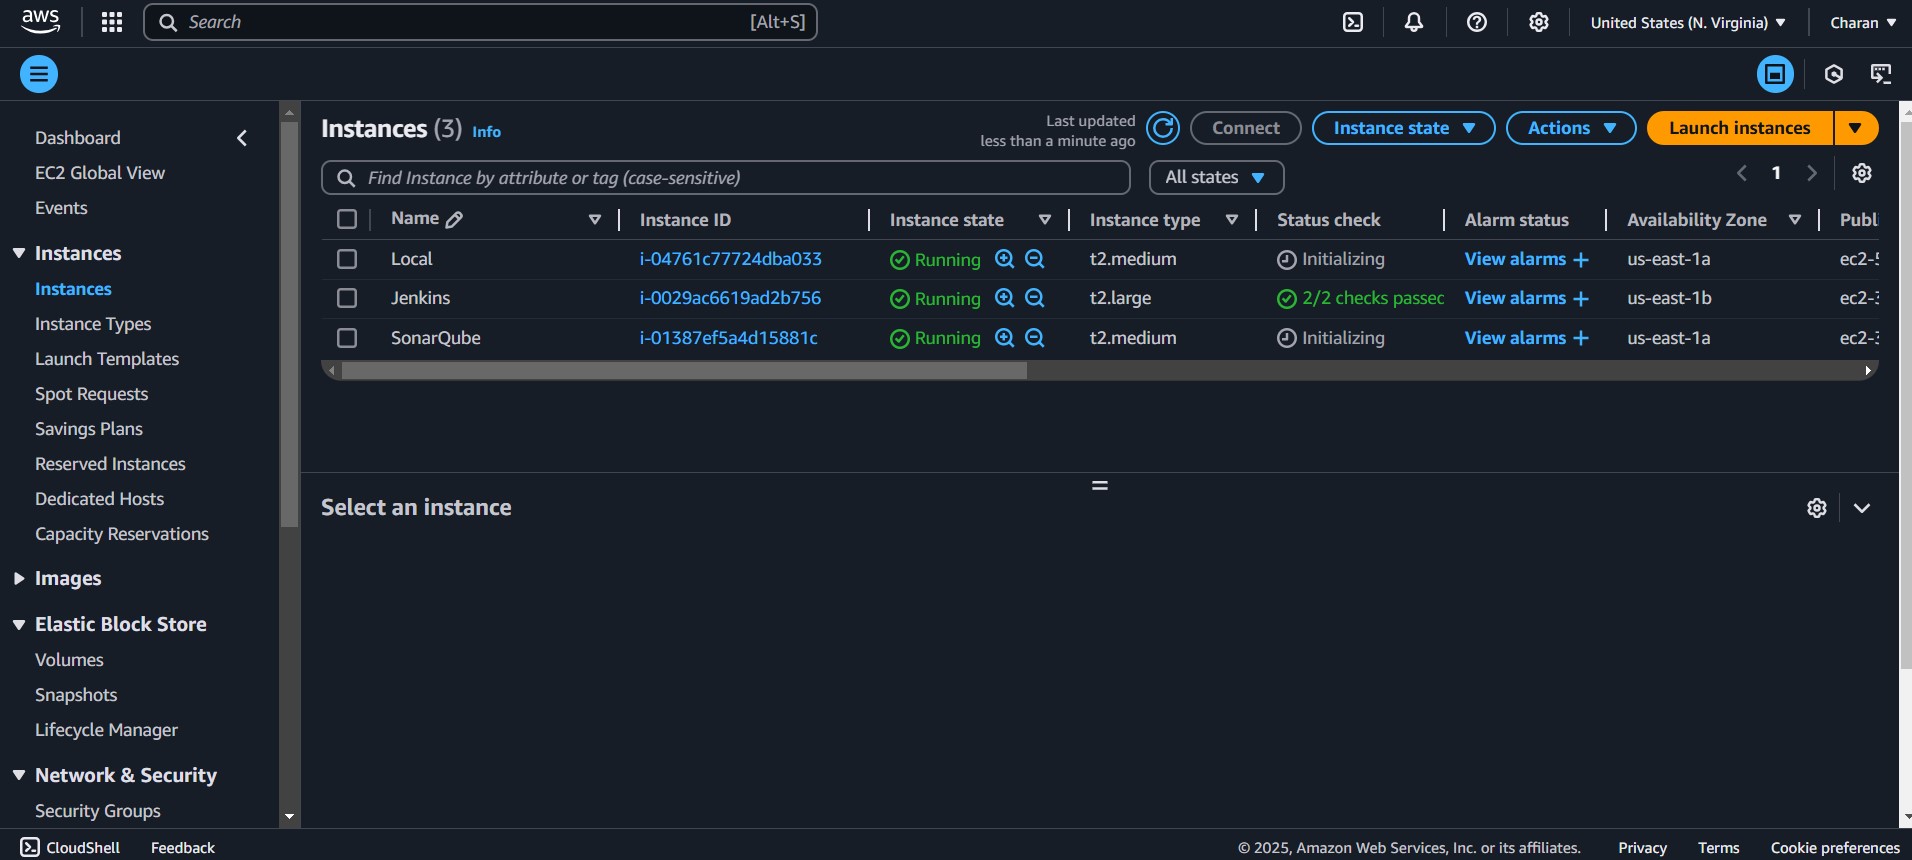 aws
Search [Alt+S]
United States (N. Virginia)
Charan
Dashboard
EC2 Global View
Events
Instances
Instances
Instance Types
Launch Templates
Spot Requests
Savings Plans
Reserved Instances
Dedicated Hosts
Capacity Reservations
Images
Elastic Block Store
Volumes
Snapshots
Lifecycle Manager
Network & Security
Security Groups
Instances (3) Info
Last updated
less than a minute ago
Connect
Instance state
Actions
Launch instances
Find Instance by attribute or tag (case-sensitive)
All states
1
Name Instance ID Instance state Instance type Status check Alarm status Availability Zone Publ
Local i-04761c77724dba033 Running t2.medium Initializing View alarms + us-east-1a ec2-5
Jenkins i-0029ac6619ad2b756 Running t2.large 2/2 checks passec View alarms + us-east-1b ec2-3
SonarQube i-01387ef5a4d15881c Running t2.medium Initializing View alarms + us-east-1a ec2-3
Select an instance
CloudShell Feedback © 2025, Amazon Web Services, Inc. or its affiliates. Privacy Terms Cookie preferences